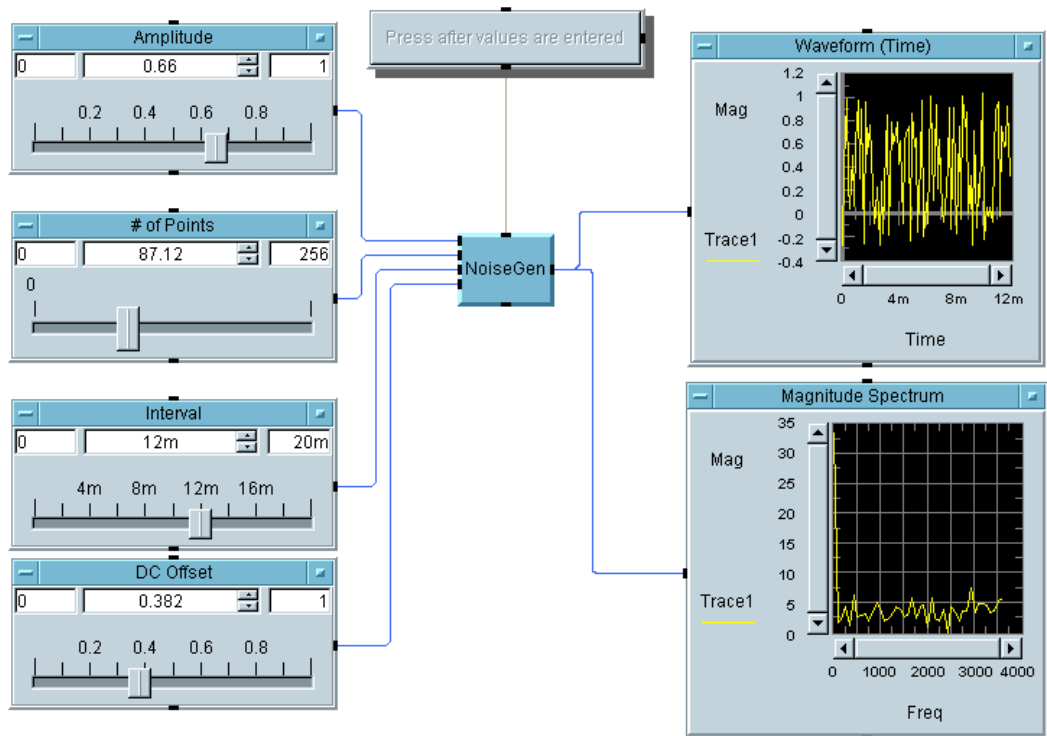 Amplitude
0 0.66 1
0.2 0.4 0.6 0.8
# of Points
0 87.12 256
0
Interval
0 12m 20m
4m 8m 12m 16m
DC Offset
0 0.382 1
0.2 0.4 0.6 0.8
Press after values are entered
NoiseGen
Waveform (Time)
Mag
Trace1
1.2
1
0.8
0.6
0.4
0.2
0
-0.2
-0.4
0 4m 8m 12m
Time
Magnitude Spectrum
Mag
Trace1
35
30
25
20
15
10
5
0
0 1000 2000 3000 4000
Freq